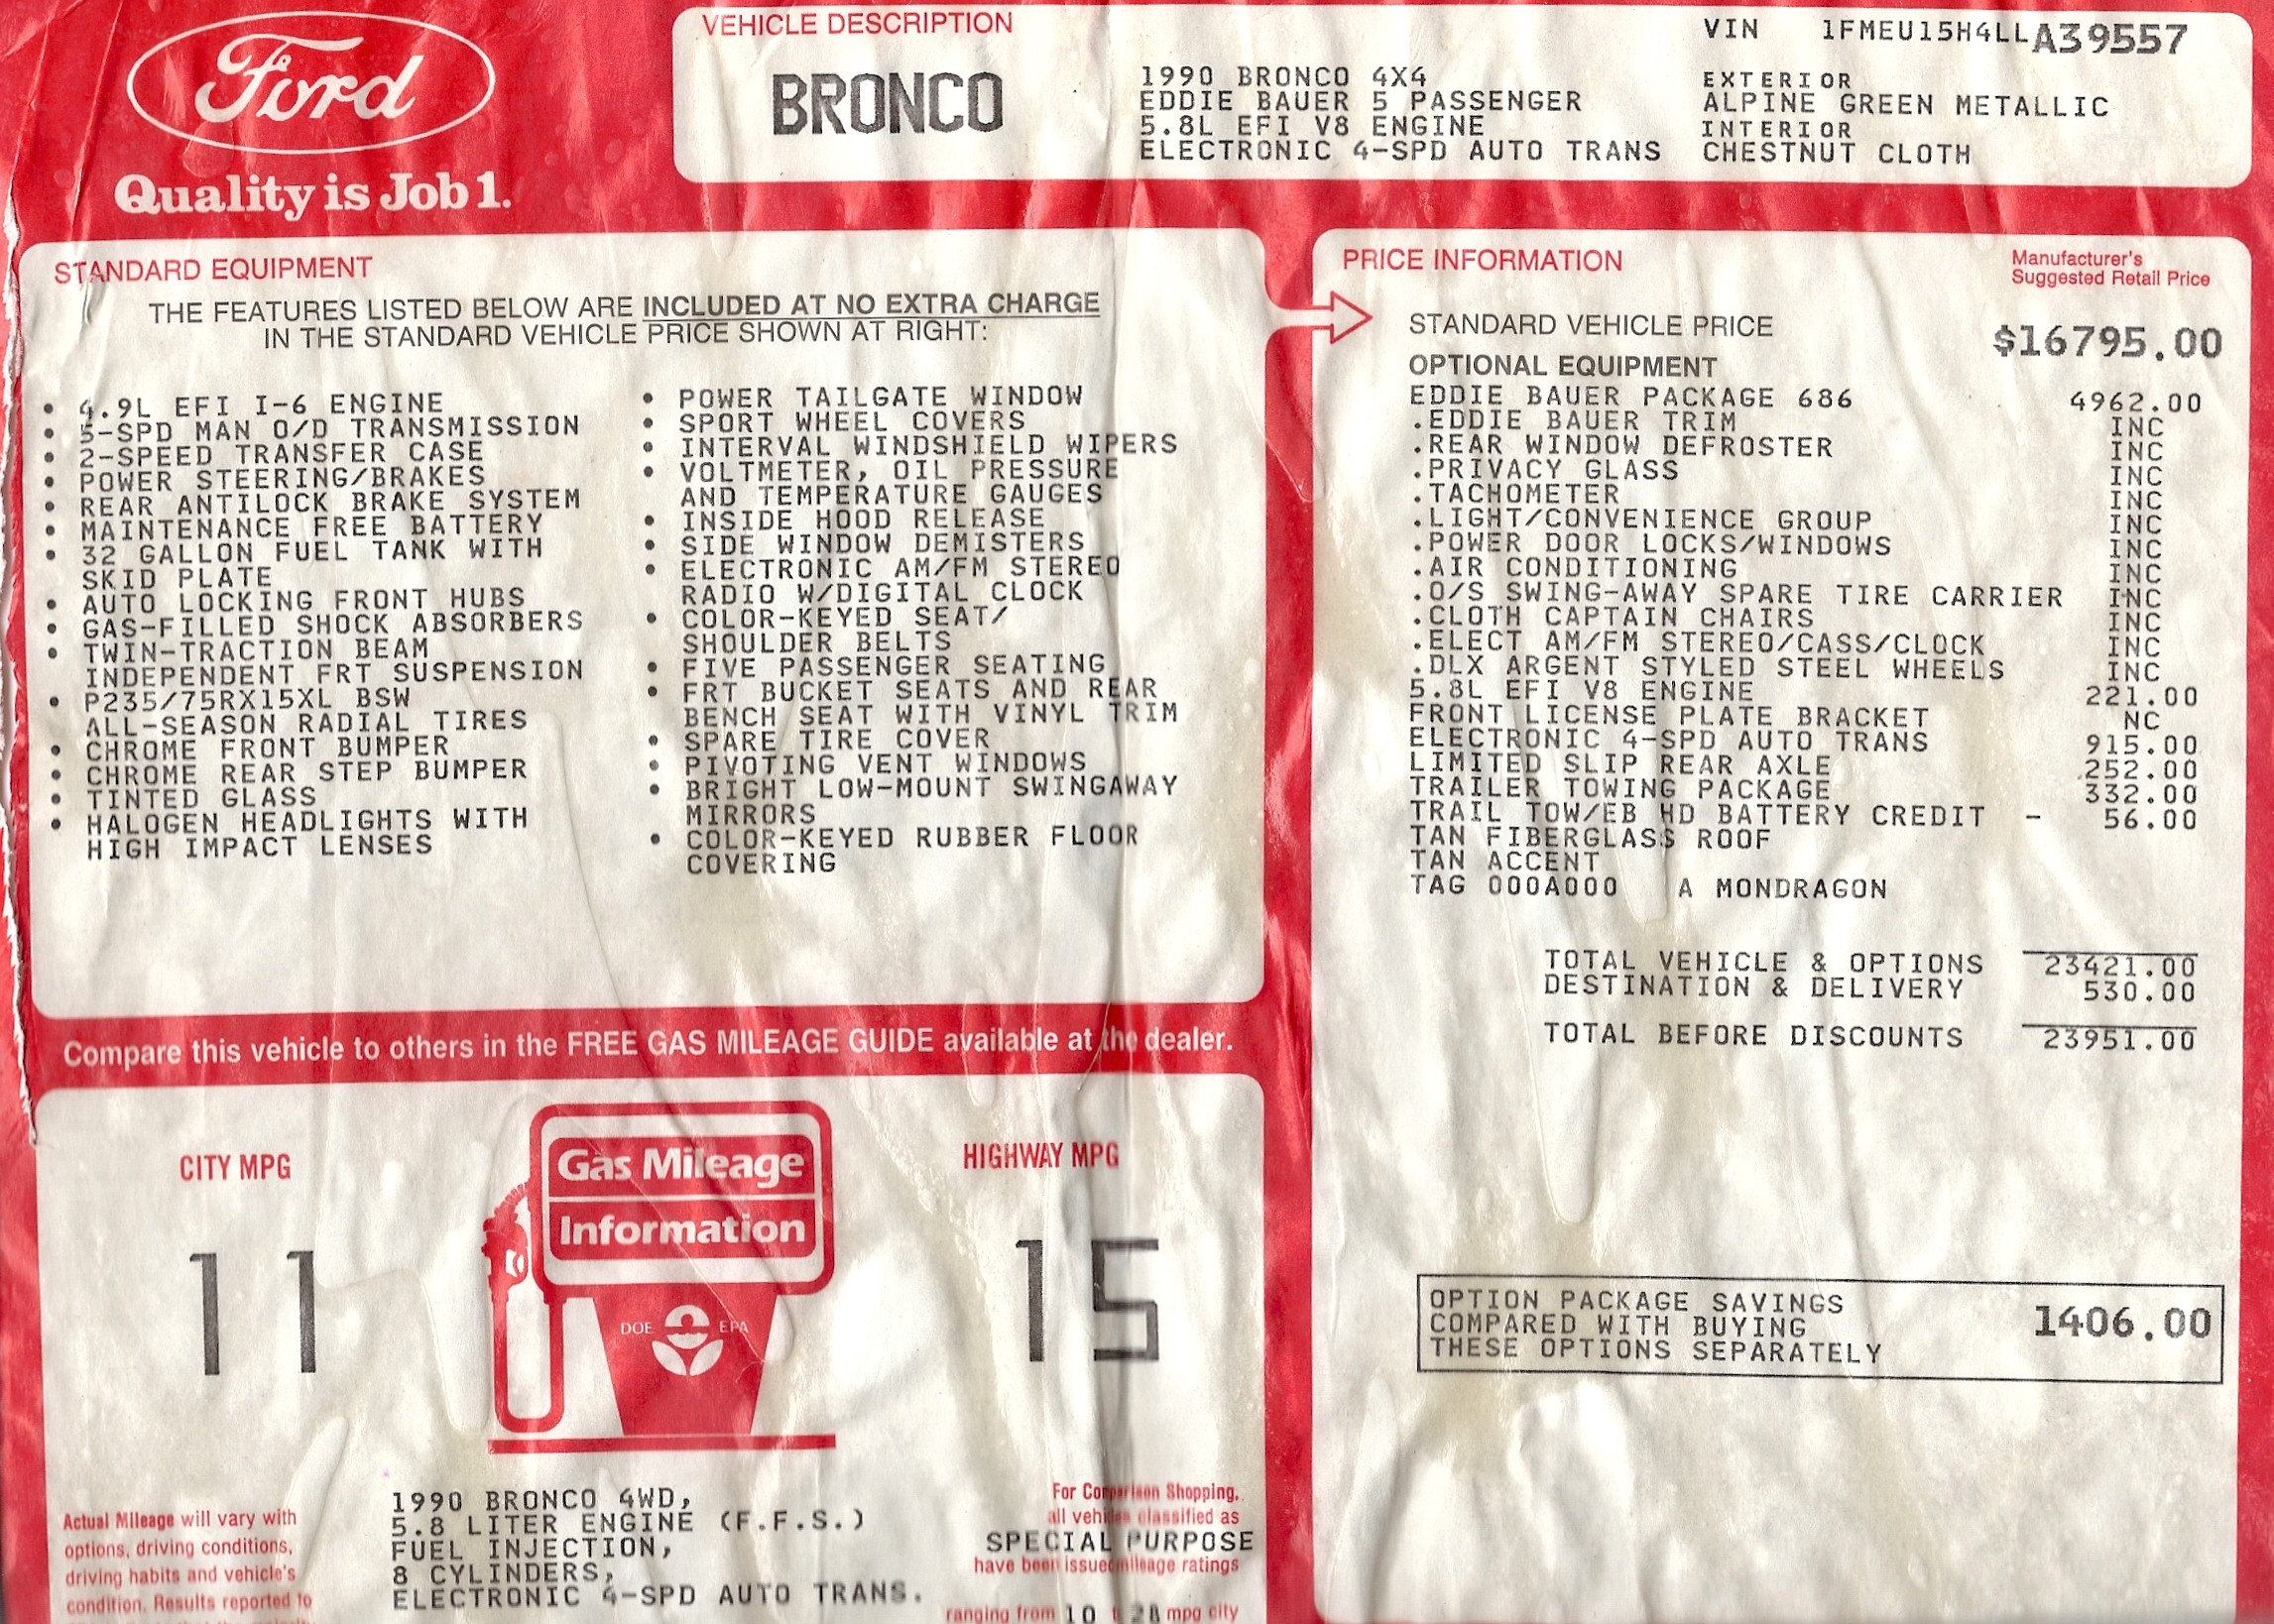 Ford
Quality is Job 1.
VEHICLE DESCRIPTION
BRONCO
1990 BRONCO 4X4
EDDIE BAUER 5 PASSENGER
5.8L EFI V8 ENGINE
ELECTRONIC 4-SPD AUTO TRANS
VIN 1FMEU15H4LLA39557
EXTERIOR
ALPINE GREEN METALLIC
INTERIOR
CHESTNUT CLOTH
STANDARD EQUIPMENT
THE FEATURES LISTED BELOW ARE INCLUDED AT NO EXTRA CHARGE
IN THE STANDARD VEHICLE PRICE SHOWN AT RIGHT:
• 4.9L EFI I-6 ENGINE
• 5-SPD MAN O/D TRANSMISSION
• 2-SPEED TRANSFER CASE
• POWER STEERING/BRAKES
• REAR ANTILOCK BRAKE SYSTEM
• MAINTENANCE FREE BATTERY
• 32 GALLON FUEL TANK WITH
SKID PLATE
• AUTO LOCKING FRONT HUBS
• GAS-FILLED SHOCK ABSORBERS
• TWIN-TRACTION BEAM
INDEPENDENT FRT SUSPENSION
• P235/75RX15XL BSW
ALL-SEASON RADIAL TIRES
• CHROME FRONT BUMPER
• CHROME REAR STEP BUMPER
• TINTED GLASS
• HALOGEN HEADLIGHTS WITH
HIGH IMPACT LENSES
• POWER TAILGATE WINDOW
• SPORT WHEEL COVERS
• INTERVAL WINDSHIELD WIPERS
• VOLTMETER, OIL PRESSURE
AND TEMPERATURE GAUGES
• INSIDE HOOD RELEASE
• SIDE WINDOW DEMISTERS
• ELECTRONIC AM/FM STEREO
RADIO W/DIGITAL CLOCK
• COLOR-KEYED SEAT/
SHOULDER BELTS
• FIVE PASSENGER SEATING
• FRT BUCKET SEATS AND REAR
BENCH SEAT WITH VINYL TRIM
• SPARE TIRE COVER
• PIVOTING VENT WINDOWS
• BRIGHT LOW-MOUNT SWINGAWAY
MIRRORS
• COLOR-KEYED RUBBER FLOOR
COVERING
PRICE INFORMATION
Manufacturer's
Suggested Retail Price
STANDARD VEHICLE PRICE $16795.00
OPTIONAL EQUIPMENT
EDDIE BAUER PACKAGE 686 4962.00
.EDDIE BAUER TRIM INC
.REAR WINDOW DEFROSTER INC
.PRIVACY GLASS INC
.TACHOMETER INC
.LIGHT/CONVENIENCE GROUP INC
.POWER DOOR LOCKS/WINDOWS INC
.AIR CONDITIONING INC
.O/S SWING-AWAY SPARE TIRE CARRIER INC
.CLOTH CAPTAIN CHAIRS INC
.ELECT AM/FM STEREO/CASS/CLOCK INC
.DLX ARGENT STYLED STEEL WHEELS INC
5.8L EFI V8 ENGINE 221.00
FRONT LICENSE PLATE BRACKET NC
ELECTRONIC 4-SPD AUTO TRANS 915.00
LIMITED SLIP REAR AXLE 252.00
TRAILER TOWING PACKAGE 332.00
TRAIL TOW/EB HD BATTERY CREDIT - 56.00
TAN FIBERGLASS ROOF
TAN ACCENT
TAG 000A000 A MONDRAGON
TOTAL VEHICLE & OPTIONS 23421.00
DESTINATION & DELIVERY 530.00
TOTAL BEFORE DISCOUNTS 23951.00
OPTION PACKAGE SAVINGS
COMPARED WITH BUYING 1406.00
THESE OPTIONS SEPARATELY
Compare this vehicle to others in the FREE GAS MILEAGE GUIDE available at the dealer.
CITY MPG
11
Gas Mileage
Information
DOE EPA
HIGHWAY MPG
15
Actual Mileage will vary with
options, driving conditions,
driving habits and vehicle's
condition. Results reported to
1990 BRONCO 4WD,
5.8 LITER ENGINE (F.F.S.)
FUEL INJECTION,
8 CYLINDERS,
ELECTRONIC 4-SPD AUTO TRANS.
For Comparison Shopping,
all vehicles classified as
SPECIAL PURPOSE
have been issued mileage ratings
ranging from 10 to 28 mpg city